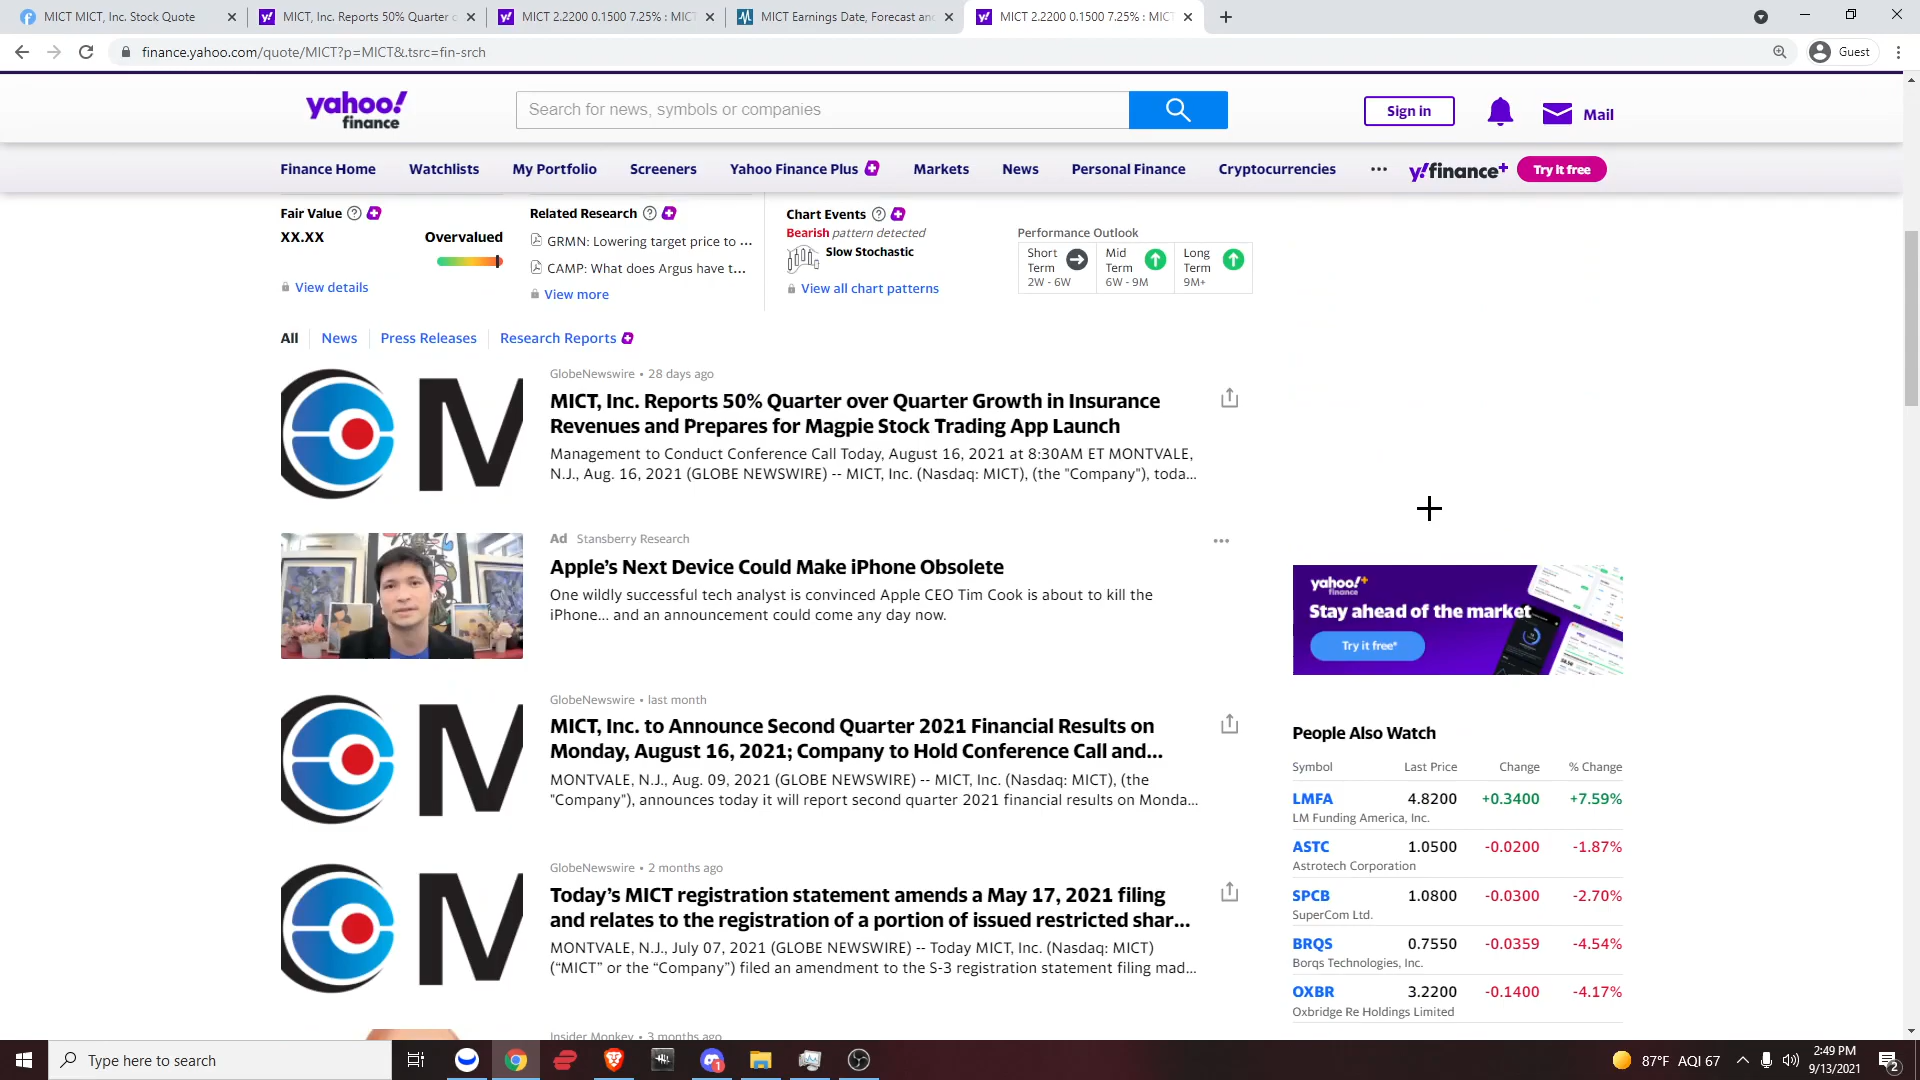 MICT MICT, Inc. Stock Quote
MICT, Inc. Reports 50% Quarter o
MICT 2.2200 0.1500 7.25% : MICT
MICT Earnings Date, Forecast an
MICT 2.2200 0.1500 7.25% : MICT
finance.yahoo.com/quote/MICT?p=MICT&.tsrc=fin-srch
Guest
yahoo!
finance
Search for news, symbols or companies
Sign in
Mail
Finance Home
Watchlists
My Portfolio
Screeners
Yahoo Finance Plus
Markets
News
Personal Finance
Cryptocurrencies
...
y!finance+
Try it free
Fair Value
XX.XX
Overvalued
View details
Related Research
GRMN: Lowering target price to ...
CAMP: What does Argus have t...
View more
Chart Events
Bearish pattern detected
Slow Stochastic
View all chart patterns
Performance Outlook
Short
Term
2W - 6W
Mid
Term
6W - 9M
Long
Term
9M+
All
News
Press Releases
Research Reports
M
GlobeNewswire • 28 days ago
MICT, Inc. Reports 50% Quarter over Quarter Growth in Insurance
Revenues and Prepares for Magpie Stock Trading App Launch
Management to Conduct Conference Call Today, August 16, 2021 at 8:30AM ET MONTVALE,
N.J., Aug. 16, 2021 (GLOBE NEWSWIRE) -- MICT, Inc. (Nasdaq: MICT), (the "Company"), toda...
Ad Stansberry Research
Apple’s Next Device Could Make iPhone Obsolete
One wildly successful tech analyst is convinced Apple CEO Tim Cook is about to kill the
iPhone... and an announcement could come any day now.
M
GlobeNewswire • last month
MICT, Inc. to Announce Second Quarter 2021 Financial Results on
Monday, August 16, 2021; Company to Hold Conference Call and...
MONTVALE, N.J., Aug. 09, 2021 (GLOBE NEWSWIRE) -- MICT, Inc. (Nasdaq: MICT), (the
"Company"), announces today it will report second quarter 2021 financial results on Monda...
M
GlobeNewswire • 2 months ago
Today’s MICT registration statement amends a May 17, 2021 filing
and relates to the registration of a portion of issued restricted shar...
MONTVALE, N.J., July 07, 2021 (GLOBE NEWSWIRE) -- Today MICT, Inc. (Nasdaq: MICT)
(“MICT” or the “Company”) filed an amendment to the S-3 registration statement filing mad...
Insider Monkey • 3 months ago
yahoo!+
finance
Stay ahead of the market
Try it free*
People Also Watch
Symbol Last Price Change % Change
LMFA 4.8200 +0.3400 +7.59%
LM Funding America, Inc.
ASTC 1.0500 -0.0200 -1.87%
Astrotech Corporation
SPCB 1.0800 -0.0300 -2.70%
SuperCom Ltd.
BRQS 0.7550 -0.0359 -4.54%
Borqs Technologies, Inc.
OXBR 3.2200 -0.1400 -4.17%
Oxbridge Re Holdings Limited
Type here to search
1
87°F AQI 67
2:49 PM
9/13/2021
2